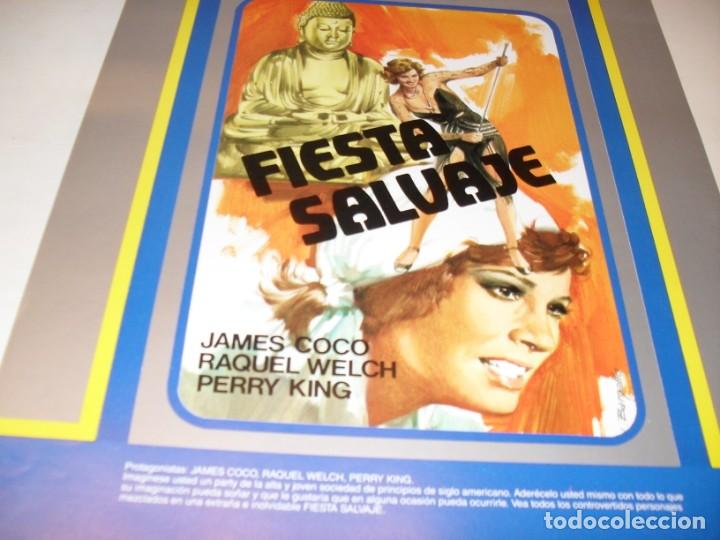 FIESTA
SALVAJE
JAMES COCO
RAQUEL WELCH
PERRY KING
Protagonistas: JAMES COCO, RAQUEL WELCH, PERRY KING.
Imagínese usted un party de la alta y joven sociedad de principios de siglo americano. Aderécelo usted mismo con todo lo que
su imaginación pueda soñar y que le gustaría que en alguna ocasión pueda ocurrirle. Vea todos los controvertidos personajes
mezclados en una extraña e inolvidable FIESTA SALVAJE.
todocoleccion